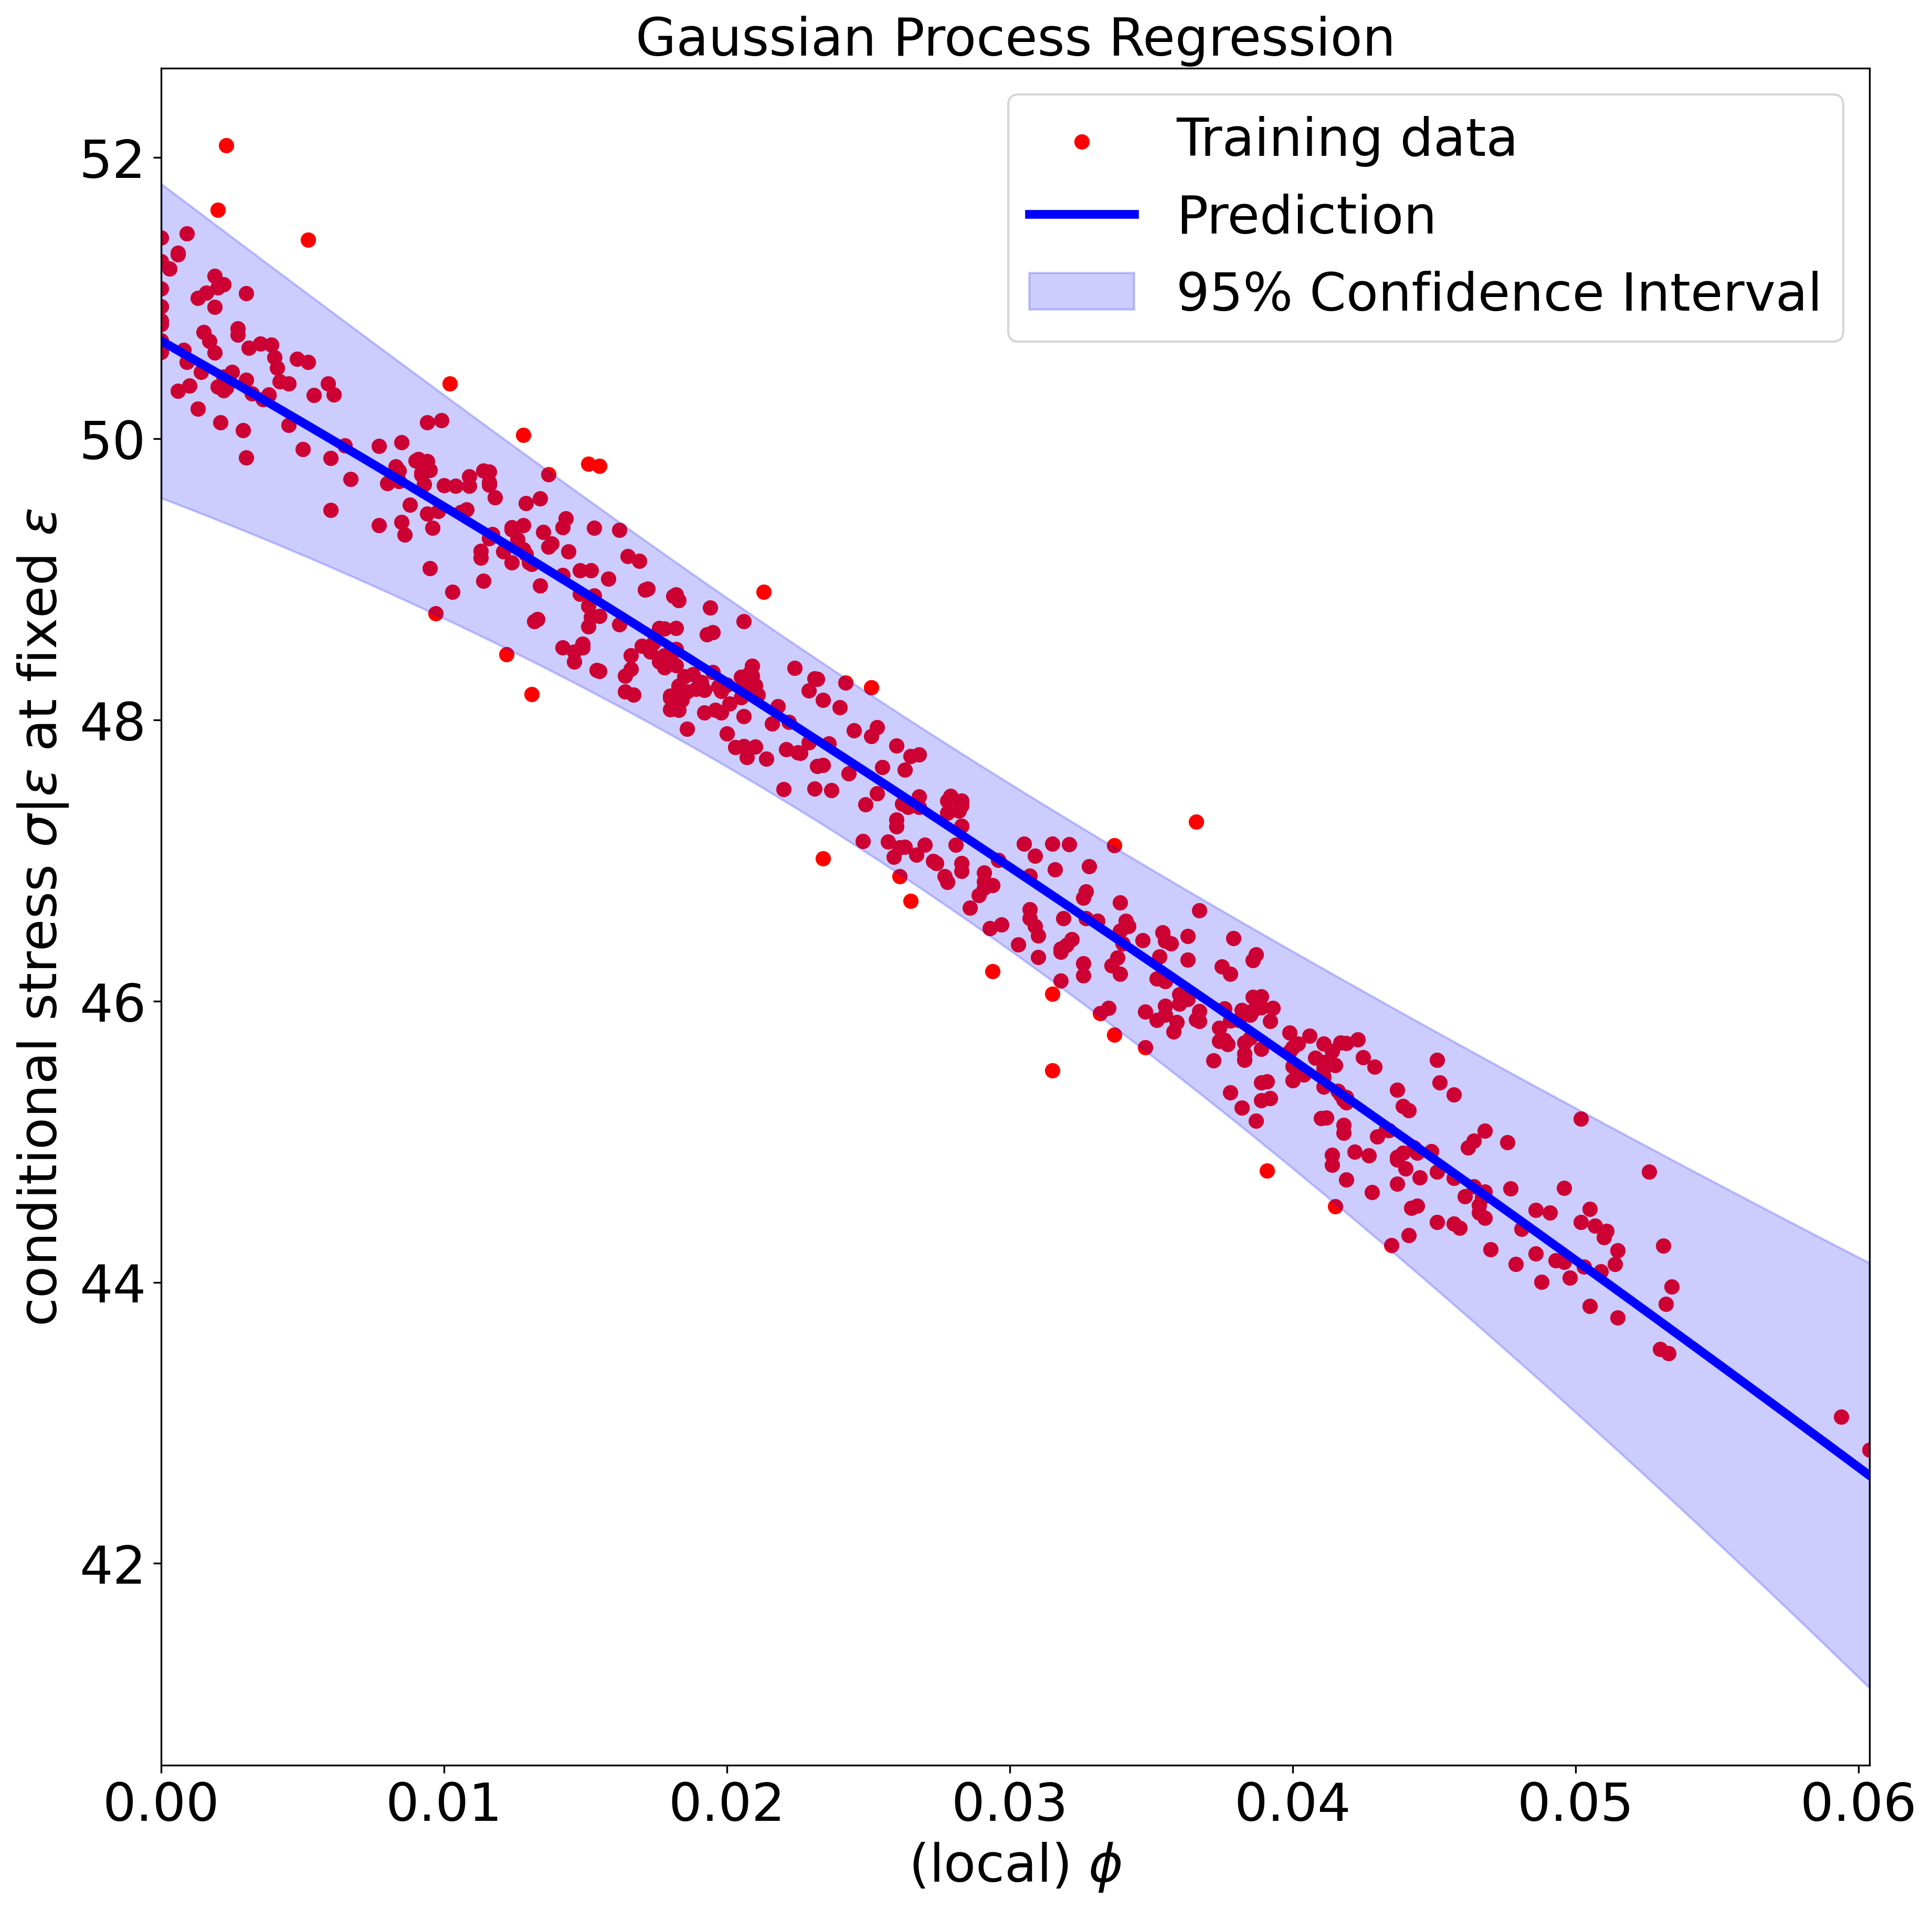 Gaussian Process Regression
Training data
Prediction
95% Confidence Interval
conditional stress σ|ε at fixed ε
52
50
48
46
44
42
0.00 0.01 0.02 0.03 0.04 0.05 0.06
(local) ϕ